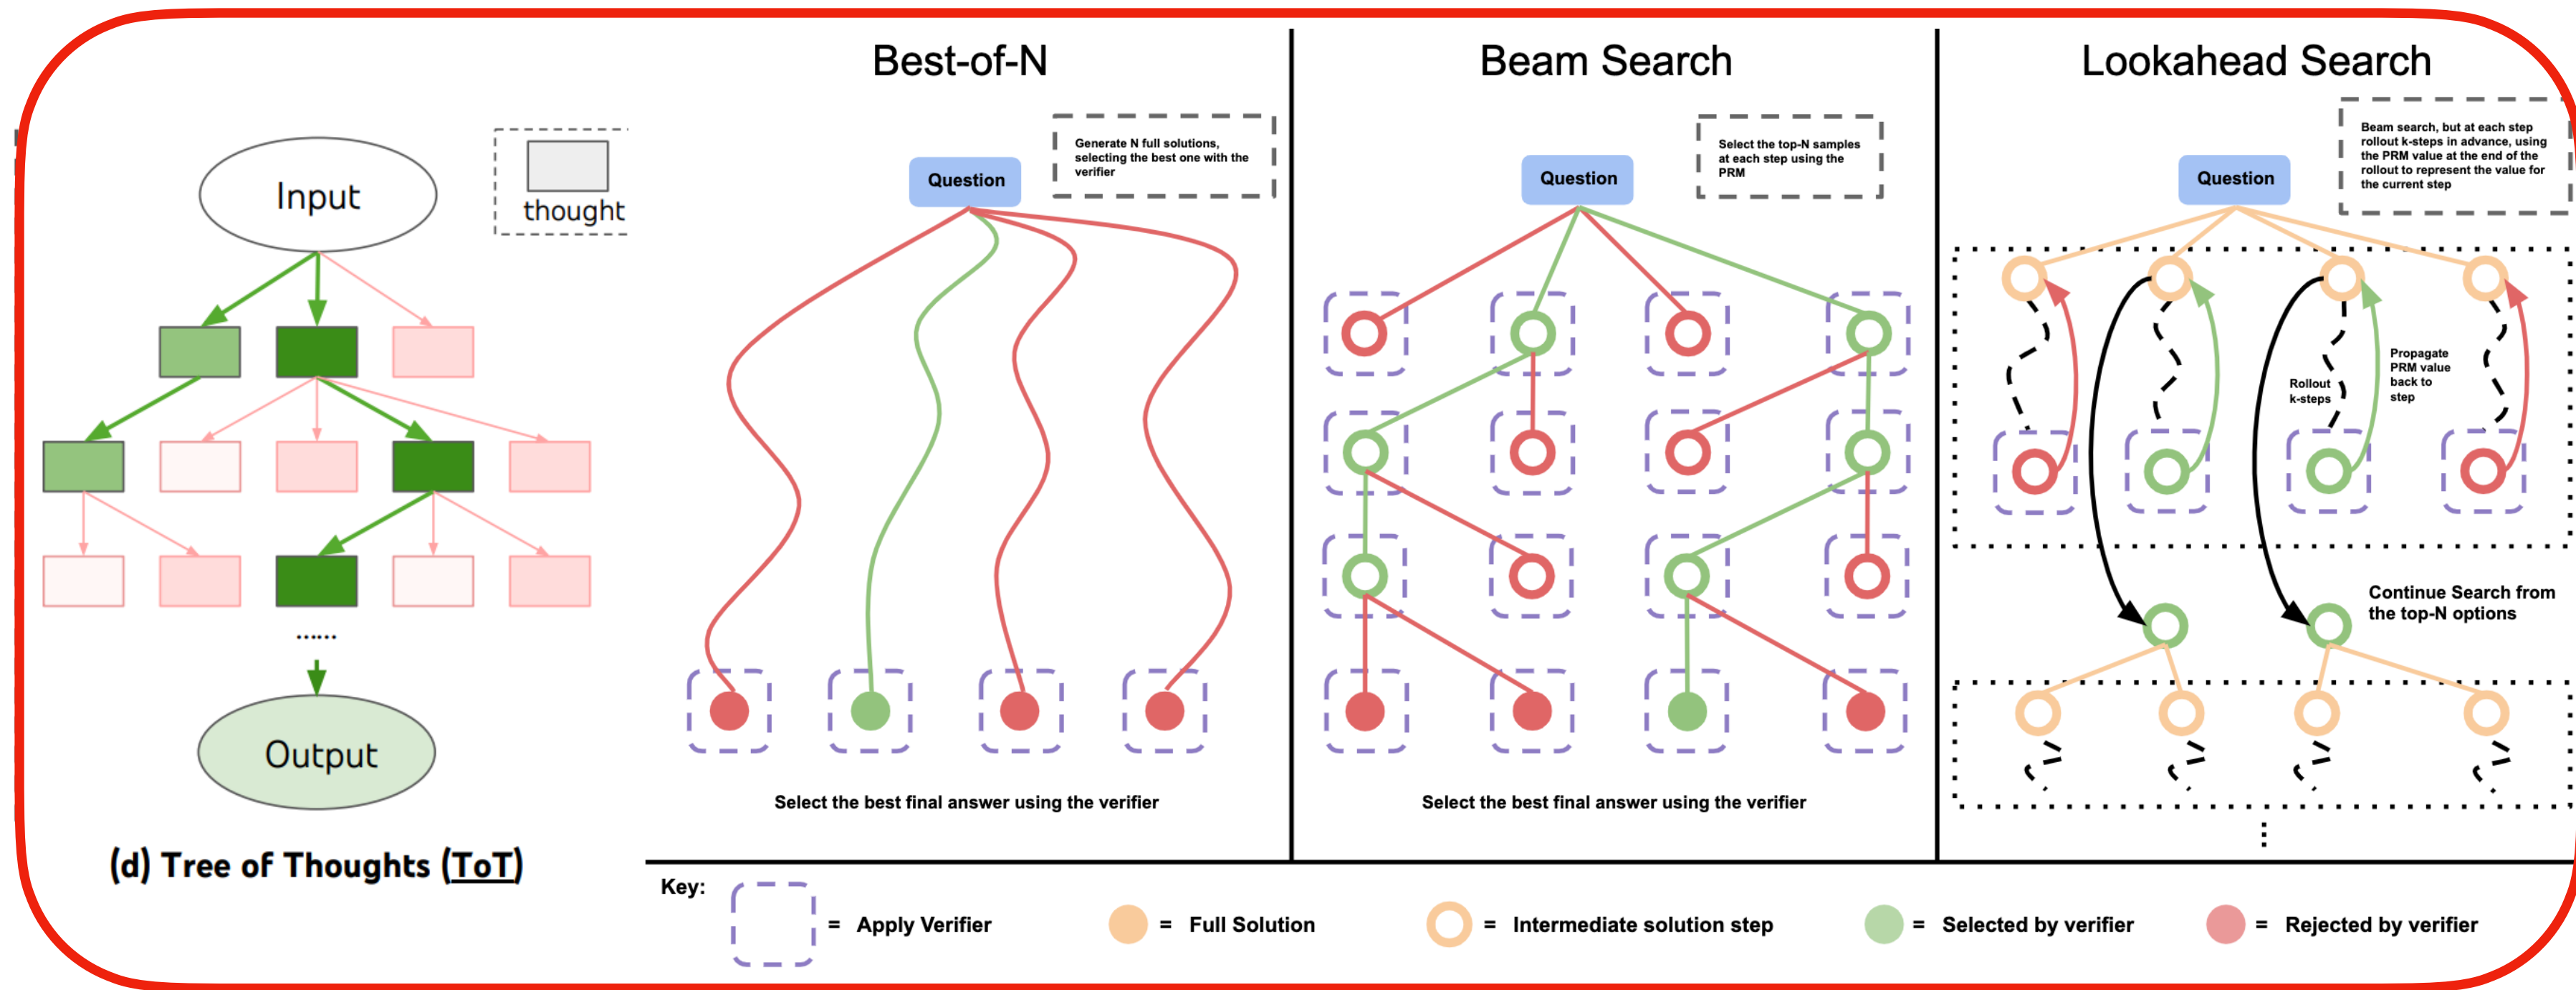 Input
thought
......
Output
(d) Tree of Thoughts (ToT)
Best-of-N
Generate N full solutions,
selecting the best one with the
verifier
Question
Select the best final answer using the verifier
Beam Search
Select the top-N samples
at each step using the
PRM
Question
Select the best final answer using the verifier
Lookahead Search
Beam search, but at each step
rollout k-steps in advance, using
the PRM value at the end of the
rollout to represent the value for
the current step
Question
Rollout
k-steps
Propagate
PRM value
back to
step
Continue Search from
the top-N options
Key:
= Apply Verifier
= Full Solution
= Intermediate solution step
= Selected by verifier
= Rejected by verifier